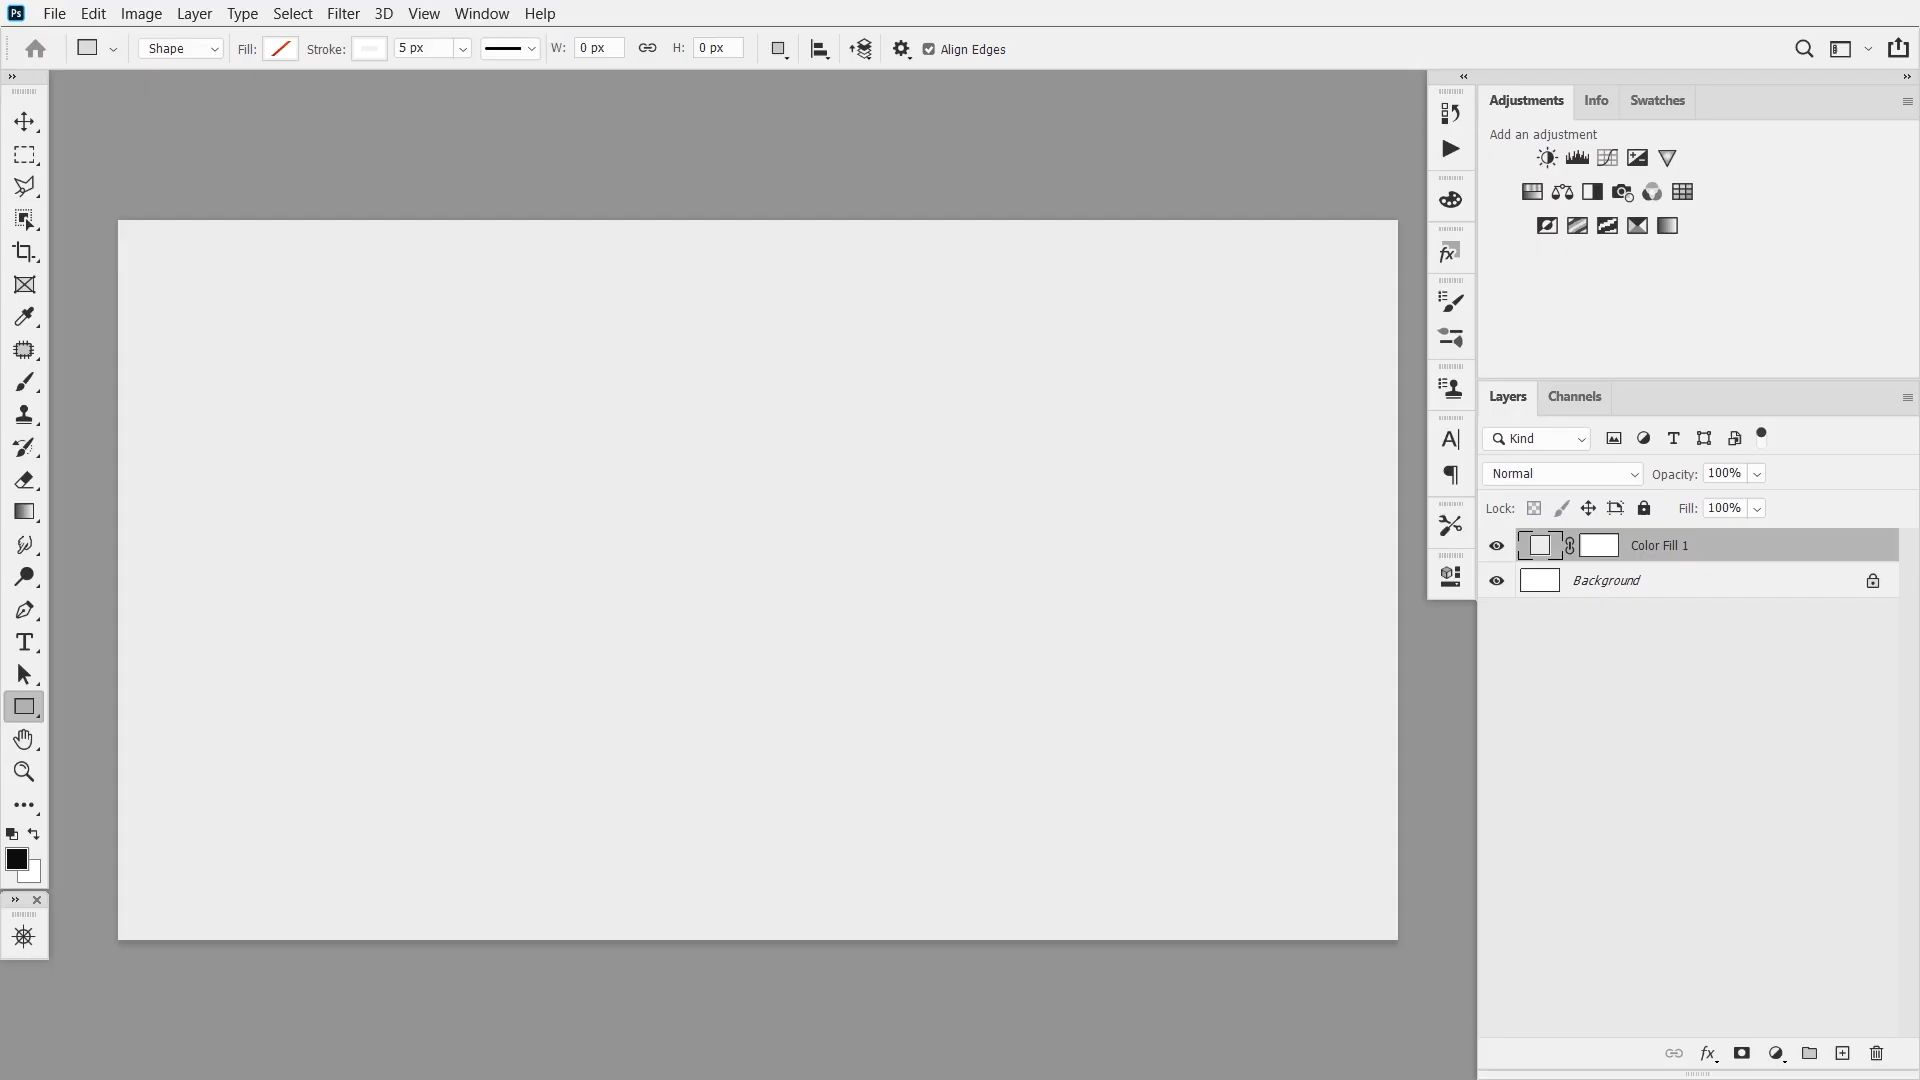 Ps File Edit Image Layer Type Select Filter 3D View Window Help
Shape Fill: Stroke: 5 px W: 0 px H: 0 px Align Edges
Adjustments Info Swatches
Add an adjustment
fx
Layers Channels
Kind
Normal Opacity: 100%
Lock: Fill: 100%
Color Fill 1
Background
fx